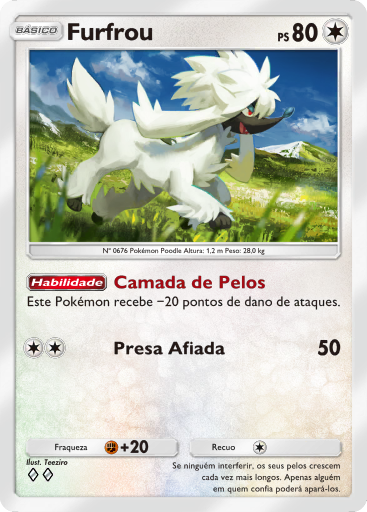 BÁSICO Furfrou PS 80
Nº 0676 Pokémon Poodle Altura: 1,2 m Peso: 28,0 kg
Habilidade Camada de Pelos
Este Pokémon recebe −20 pontos de dano de ataques.
Presa Afiada 50
Fraqueza +20 Recuo
Ilust. Teeziro
Se ninguém interferir, os seus pelos crescem
cada vez mais longos. Apenas alguém
em quem confia poderá apará-los.